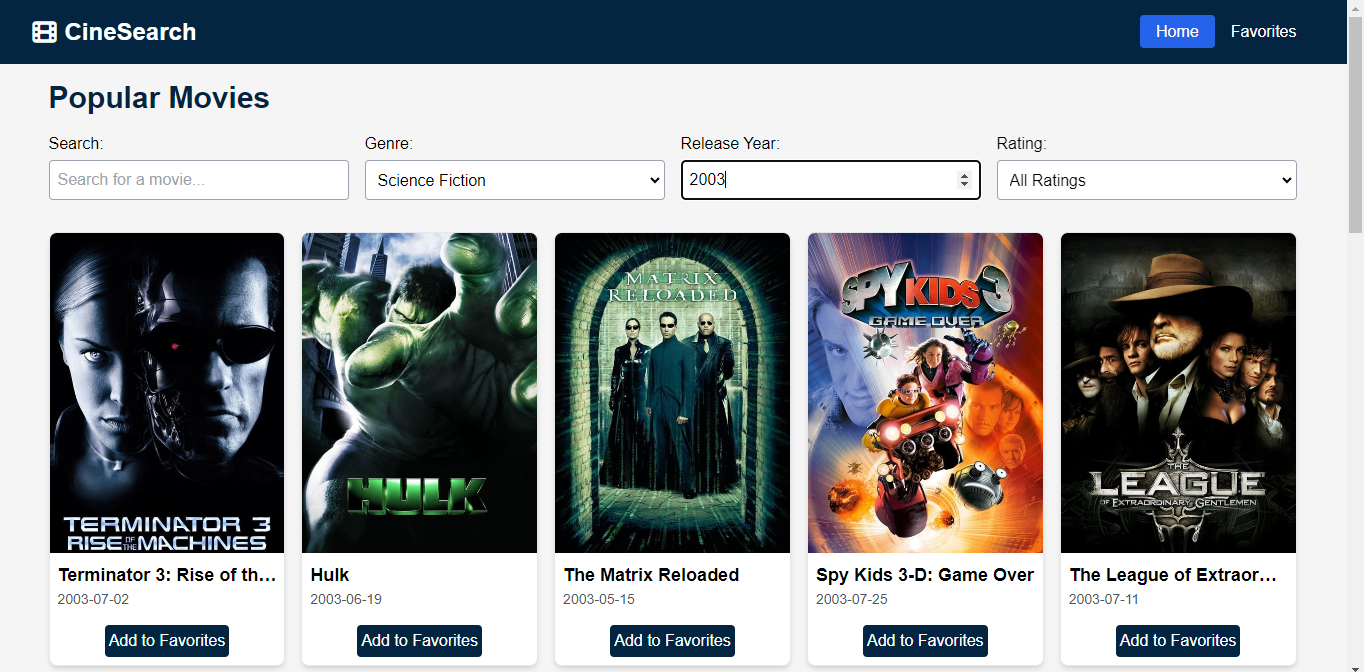 CineSearch
Home
Favorites
Popular Movies
Search:
Genre:
Release Year:
Rating:
Search for a movie...
Science Fiction
2003
All Ratings
TERMINATOR 3
RISE OF THE MACHINES
HULK
THE
MATRIX
RELOADED
SPY KIDS 3
GAME OVER
THE
LEAGUE
OF EXTRAORDINARY GENTLEMEN
Terminator 3: Rise of th...
Hulk
The Matrix Reloaded
Spy Kids 3-D: Game Over
The League of Extraor...
2003-07-02
2003-06-19
2003-05-15
2003-07-25
2003-07-11
Add to Favorites
Add to Favorites
Add to Favorites
Add to Favorites
Add to Favorites